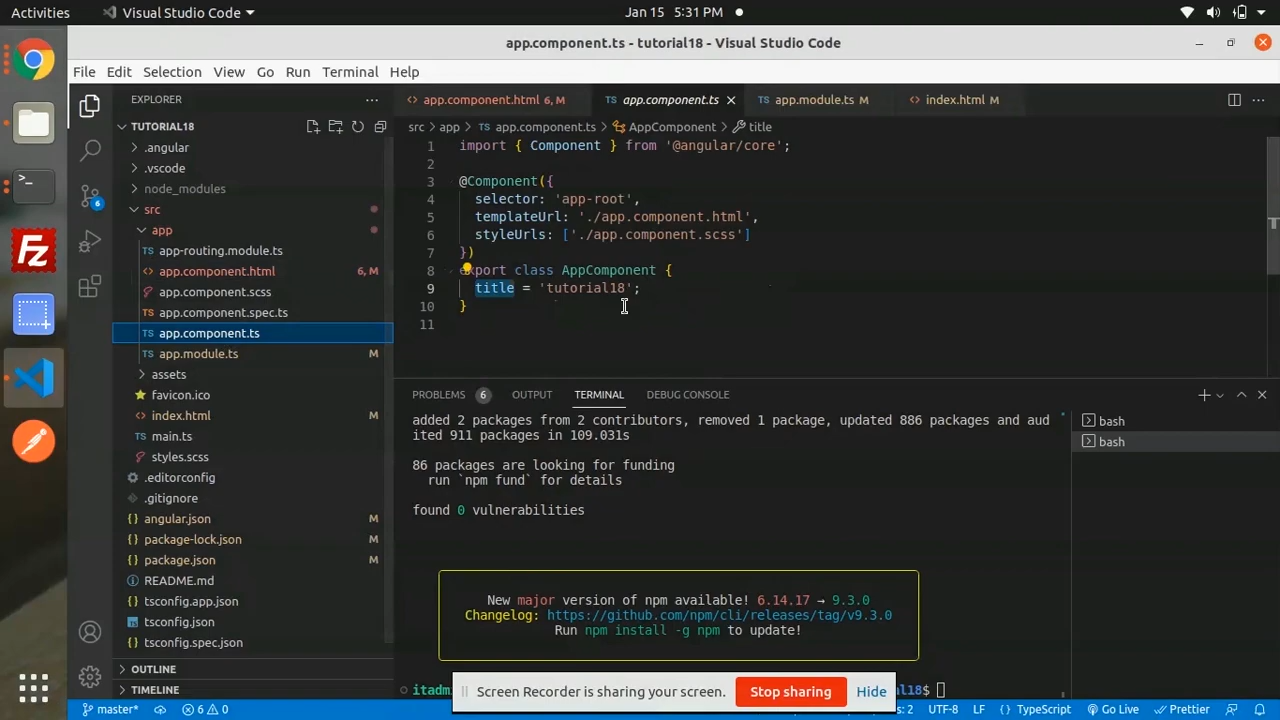 Activities
Visual Studio Code
Jan 15 5:31 PM
app.component.ts - tutorial18 - Visual Studio Code
File Edit Selection View Go Run Terminal Help
EXPLORER
TUTORIAL18
.angular
.vscode
node_modules
src
app
TS app-routing.module.ts
<> app.component.html 6, M
app.component.scss
TS app.component.spec.ts
TS app.component.ts
TS app.module.ts M
assets
favicon.ico
<> index.html M
TS main.ts
styles.scss
.editorconfig
.gitignore
{} angular.json M
{} package-lock.json M
{} package.json M
README.md
{} tsconfig.app.json
tsconfig.json
{} tsconfig.spec.json
OUTLINE
TIMELINE
6
<> app.component.html 6, M
TS app.component.ts
TS app.module.ts M
<> index.html M
src > app > TS app.component.ts > AppComponent > title
1 import { Component } from '@angular/core';
2
3 @Component({
4 selector: 'app-root',
5 templateUrl: './app.component.html',
6 styleUrls: ['./app.component.scss']
7 })
8 export class AppComponent {
9 title = 'tutorial18';
10 }
11
PROBLEMS 6 OUTPUT TERMINAL DEBUG CONSOLE
added 2 packages from 2 contributors, removed 1 package, updated 886 packages and aud
ited 911 packages in 109.031s
86 packages are looking for funding
run `npm fund` for details
found 0 vulnerabilities
New major version of npm available! 6.14.17 → 9.3.0
Changelog: https://github.com/npm/cli/releases/tag/v9.3.0
Run npm install -g npm to update!
bash
bash
Screen Recorder is sharing your screen. Stop sharing Hide
master* 6 0
UTF-8 LF {} TypeScript Go Live Prettier